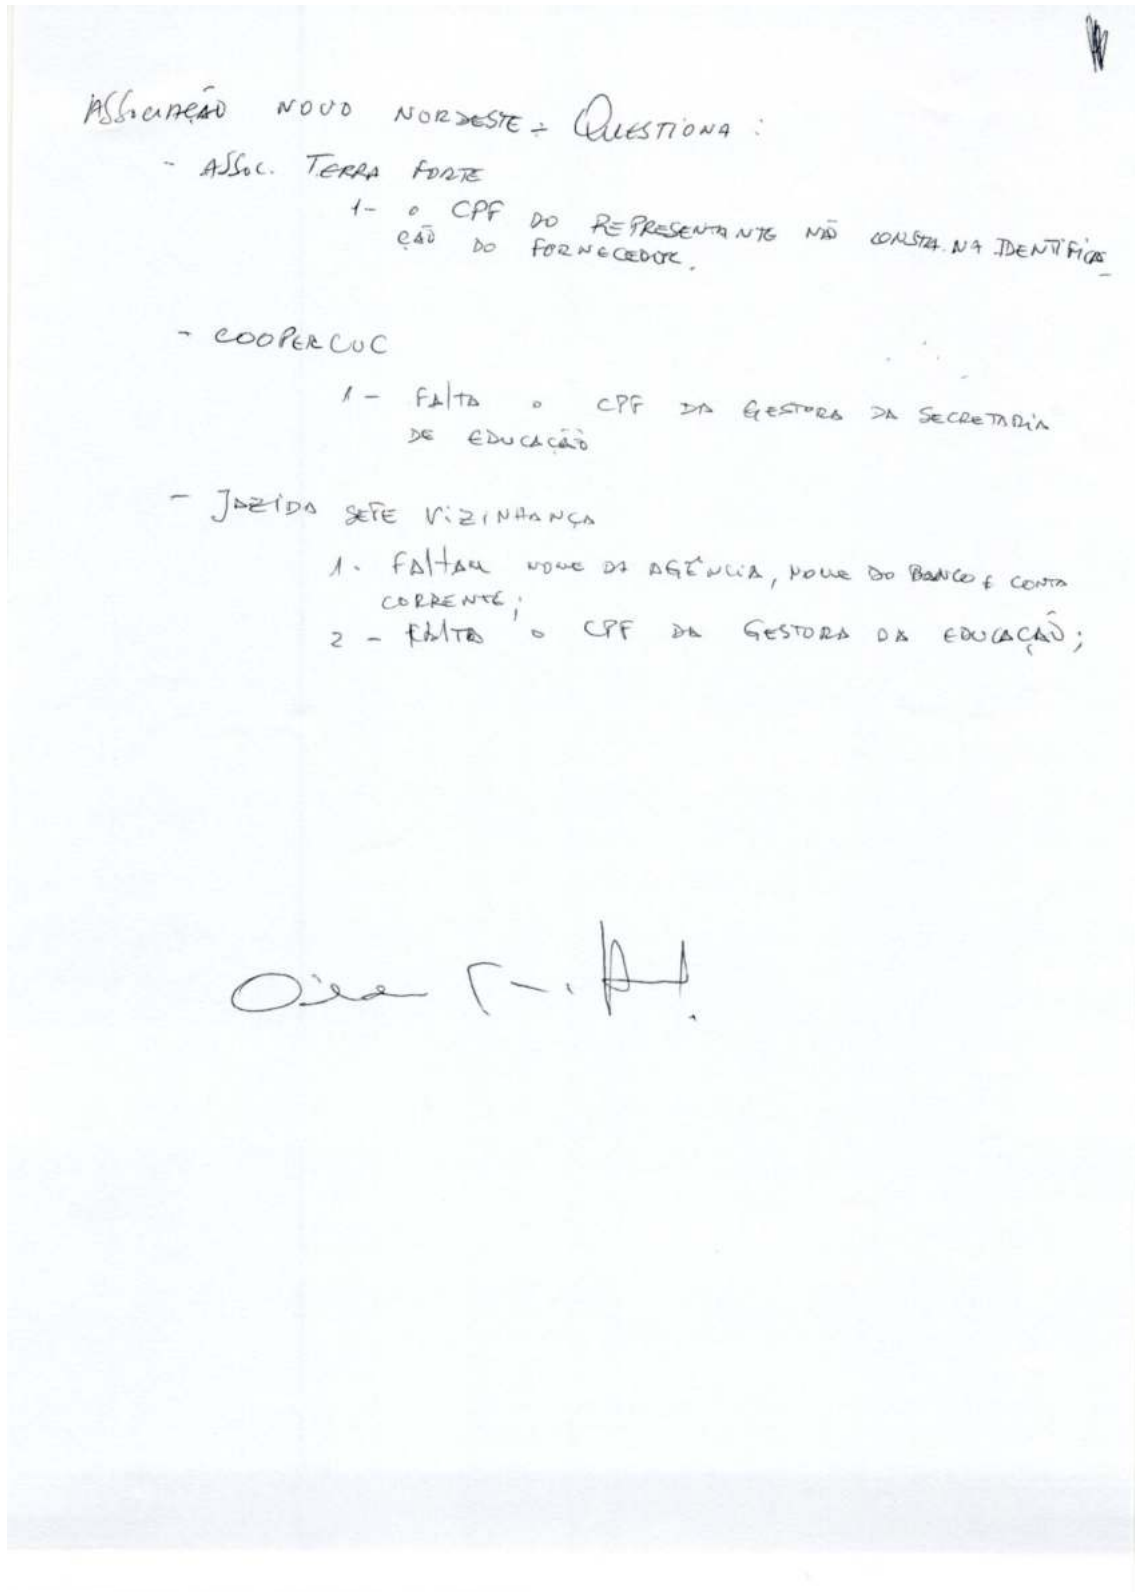 ASSOCIAÇÃO NOVO NORDESTE - QUESTIONA:
- ASSOC. TERRA FORTE
1- O CPF DO REPRESENTANTE NÃO CONSTA NA IDENTIFICA-
ÇÃO DO FORNECEDOR.
- COOPERCUC
1 - FALTA O CPF DA GESTORA DA SECRETARIA
DE EDUCAÇÃO
- JAZIDA SETE VIZINHANÇA
1. FALTAM NOME DA AGÊNCIA, NOME DO BANCO E CONTA
CORRENTE;
2 - FALTA O CPF DA GESTORA DA EDUCAÇÃO;